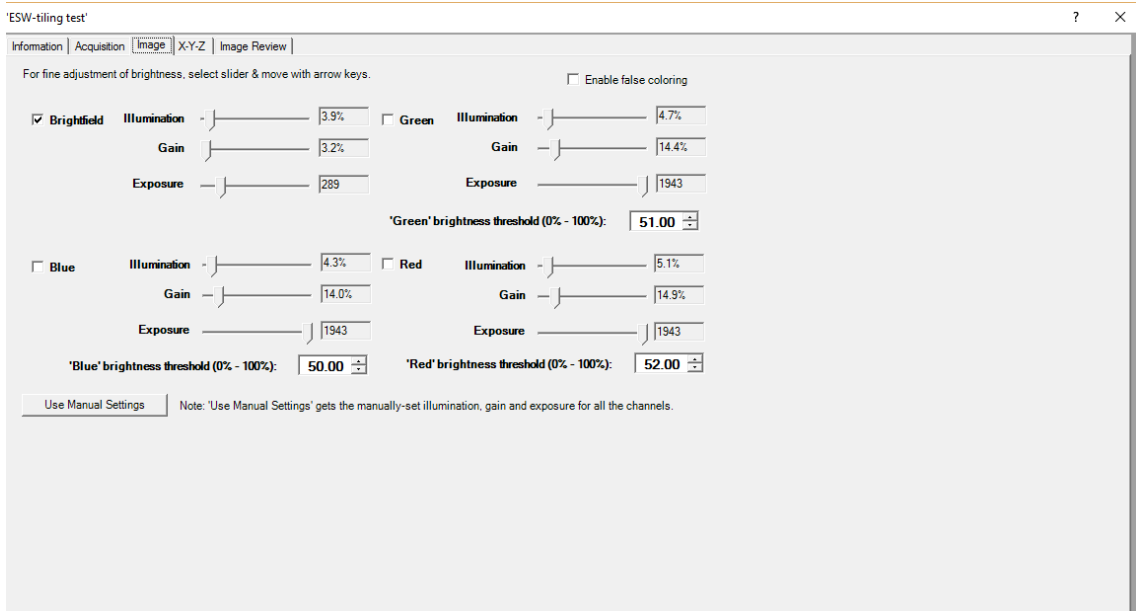 'ESW-tiling test' ?
Information Acquisition Image X-Y-Z Image Review
For fine adjustment of brightness, select slider & move with arrow keys.
Enable false coloring
Brightfield Illumination 3.9%
Gain 3.2%
Exposure 289
Green Illumination 4.7%
Gain 14.4%
Exposure 1943
'Green' brightness threshold (0% - 100%): 51.00
Blue Illumination 4.3%
Gain 14.0%
Exposure 1943
'Blue' brightness threshold (0% - 100%): 50.00
Red Illumination 5.1%
Gain 14.9%
Exposure 1943
'Red' brightness threshold (0% - 100%): 52.00
Use Manual Settings Note: 'Use Manual Settings' gets the manually-set illumination, gain and exposure for all the channels.